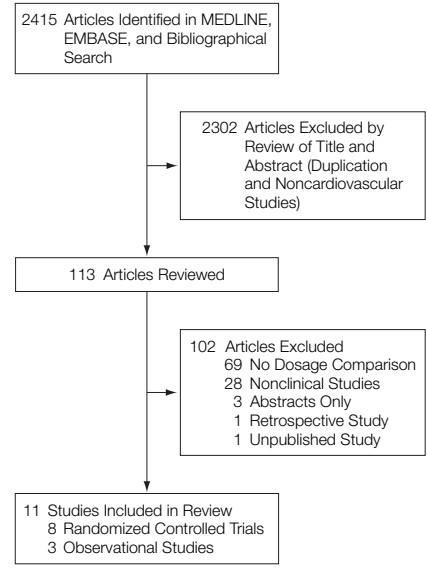 2415 Articles Identified in MEDLINE,
EMBASE, and Bibliographical
Search
2302 Articles Excluded by
Review of Title and
Abstract (Duplication
and Noncardiovascular
Studies)
113 Articles Reviewed
102 Articles Excluded
69 No Dosage Comparison
28 Nonclinical Studies
3 Abstracts Only
1 Retrospective Study
1 Unpublished Study
11 Studies Included in Review
8 Randomized Controlled Trials
3 Observational Studies